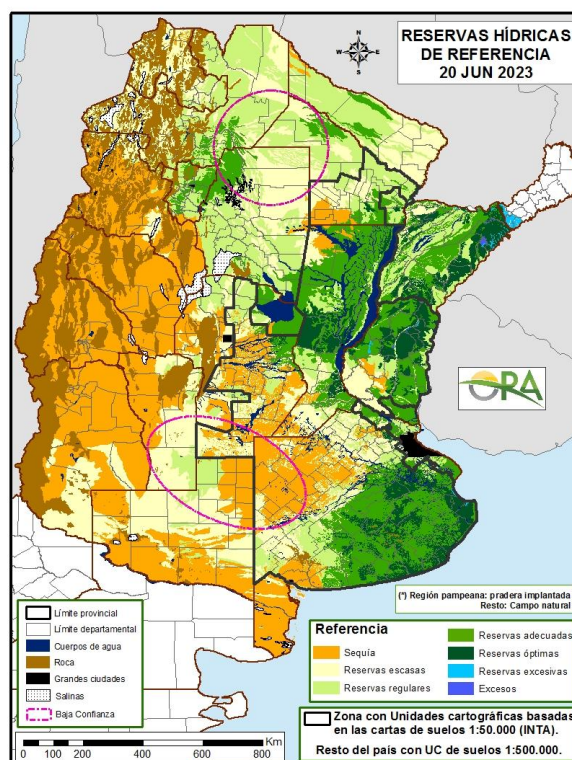 RESERVAS HÍDRICAS
DE REFERENCIA
20 JUN 2023
N
W
E
S
ORA
(*) Región pampeana: pradera implantada
Resto: Campo natural
Límite provincial
Límite departamental
Cuerpos de agua
Roca
Grandes ciudades
Salinas
Baja Confianza
Referencia
Sequía
Reservas escasas
Reservas regulares
Reservas adecuadas
Reservas óptimas
Reservas excesivas
Excesos
Zona con Unidades cartográficas basadas
en las cartas de suelos 1:50.000 (INTA).
Resto del país con UC de suelos 1:500.000.
Km
0 100 200 400 600 800